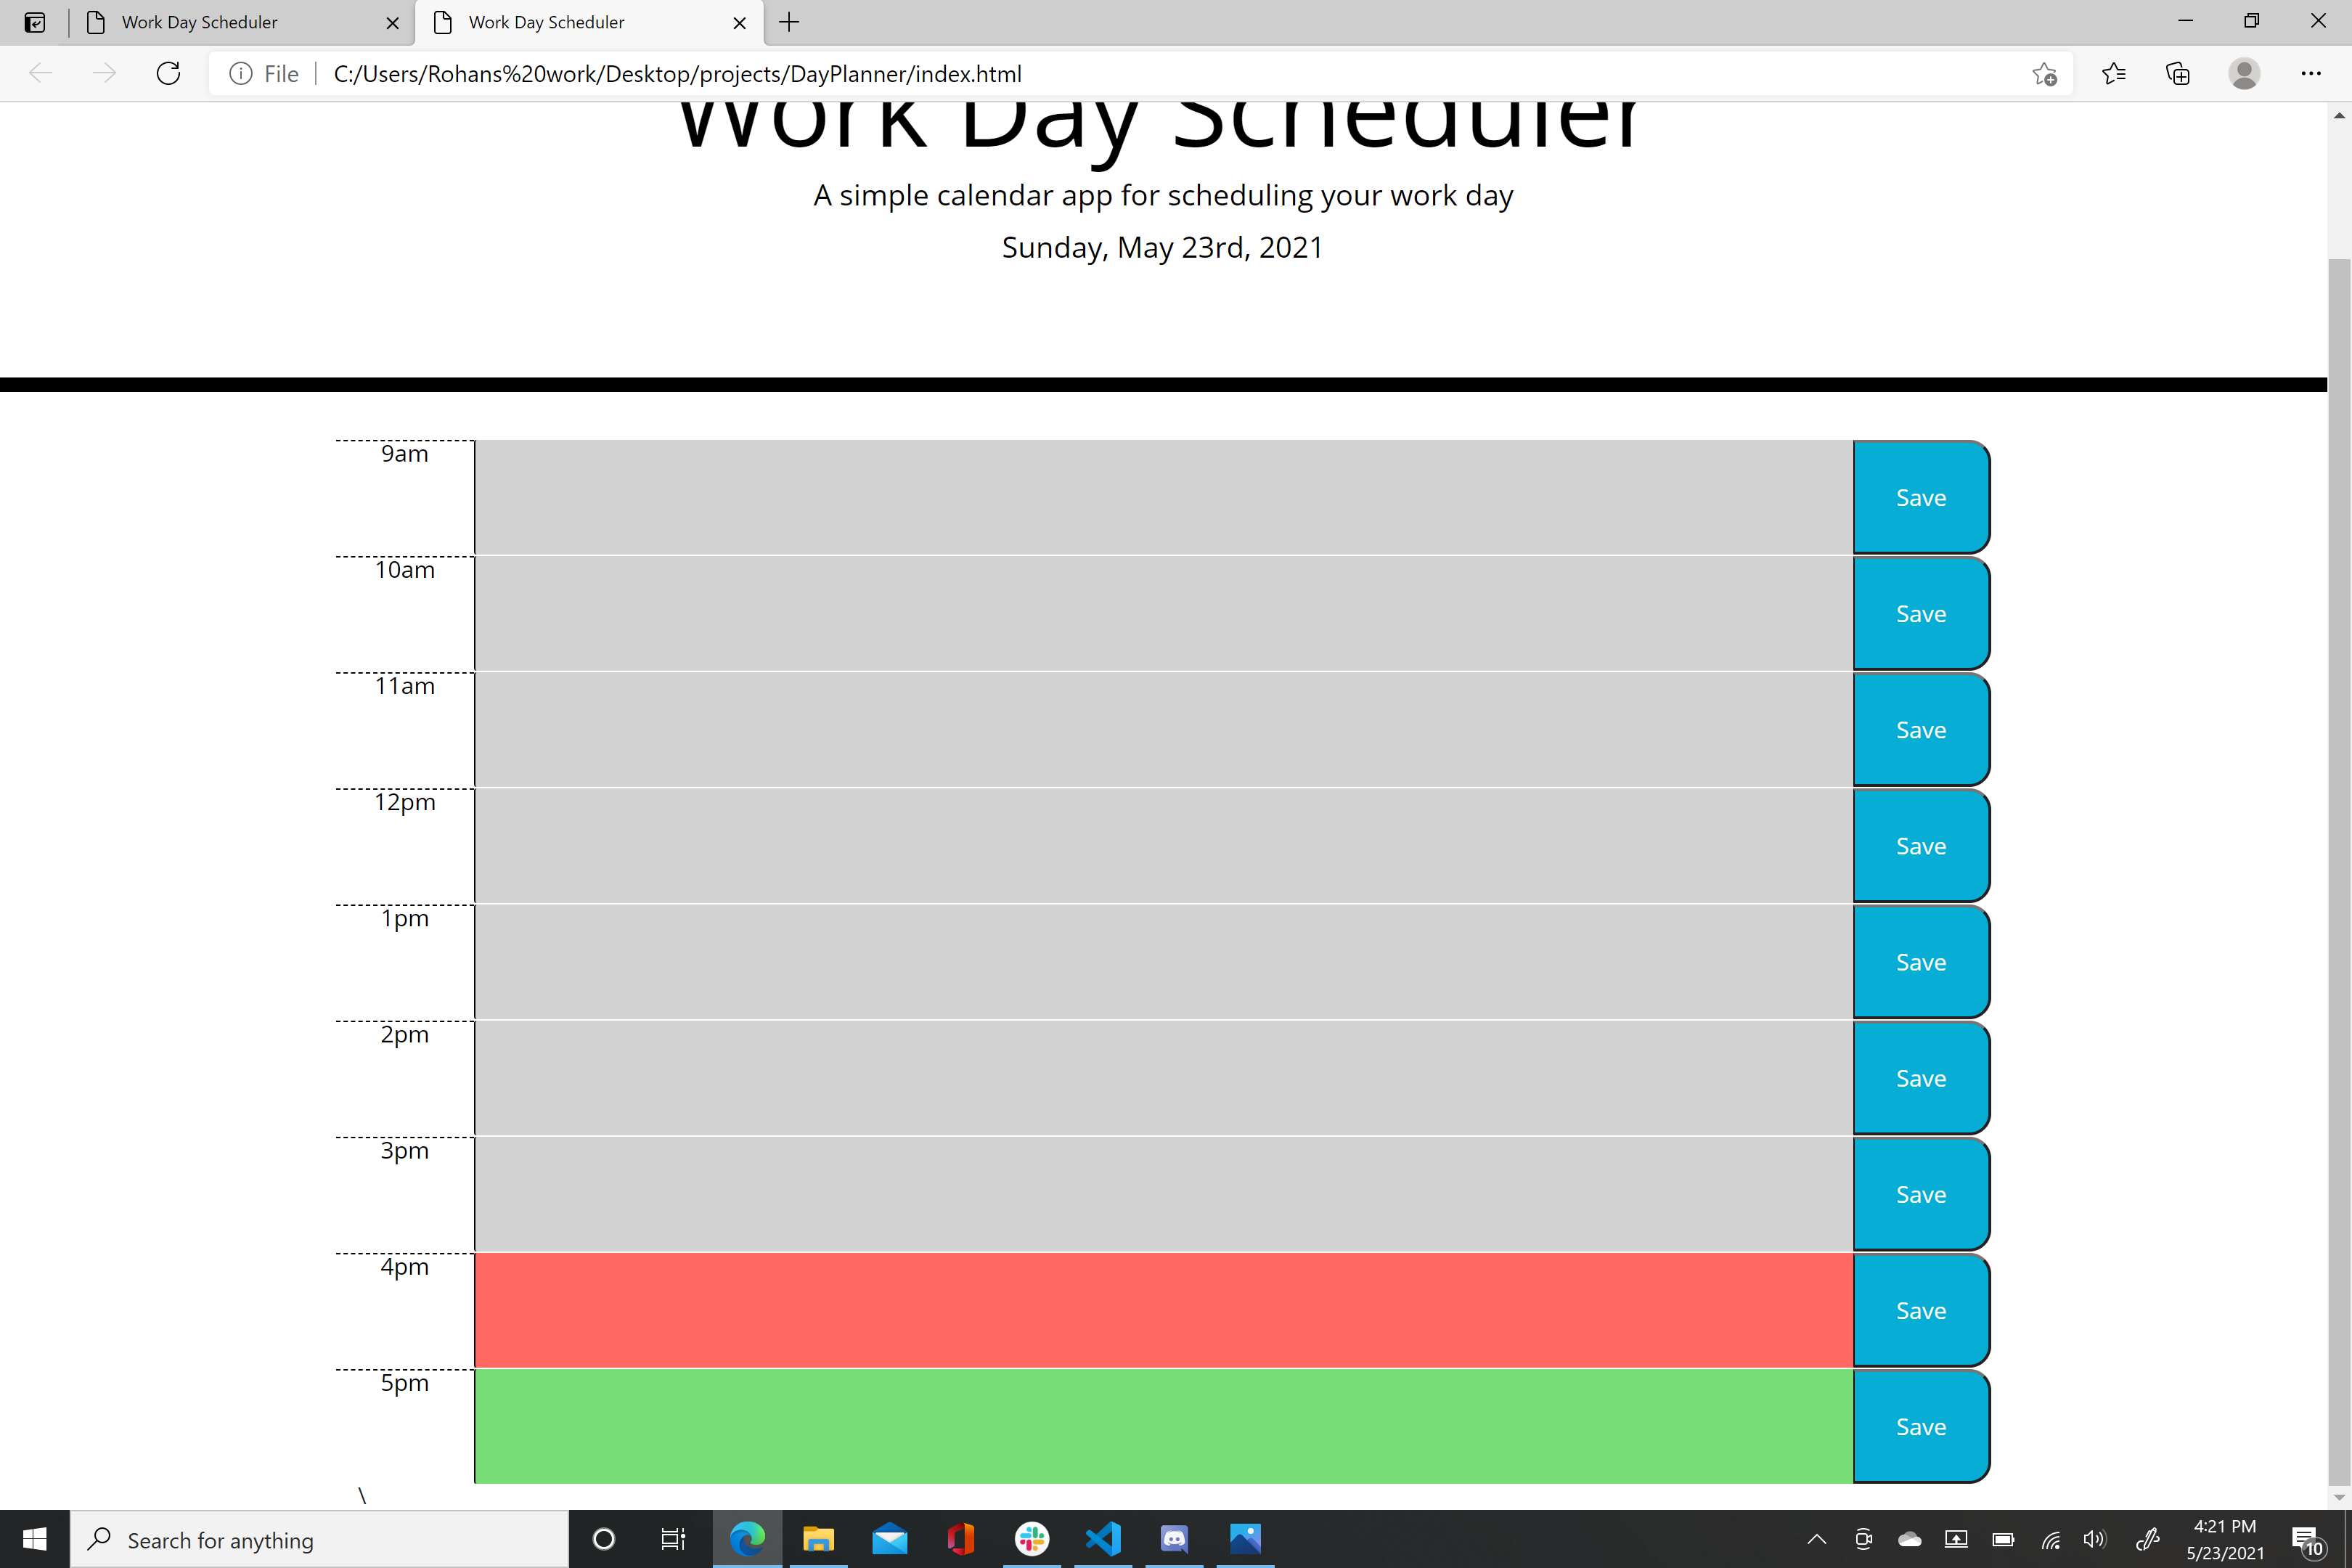 Work Day Scheduler
Work Day Scheduler
File
C:/Users/Rohans%20work/Desktop/projects/DayPlanner/index.html
Work Day Scheduler
A simple calendar app for scheduling your work day
Sunday, May 23rd, 2021
9am
Save
10am
Save
11am
Save
12pm
Save
1pm
Save
2pm
Save
3pm
Save
4pm
Save
5pm
Save
\
Search for anything
4:21 PM
5/23/2021
10